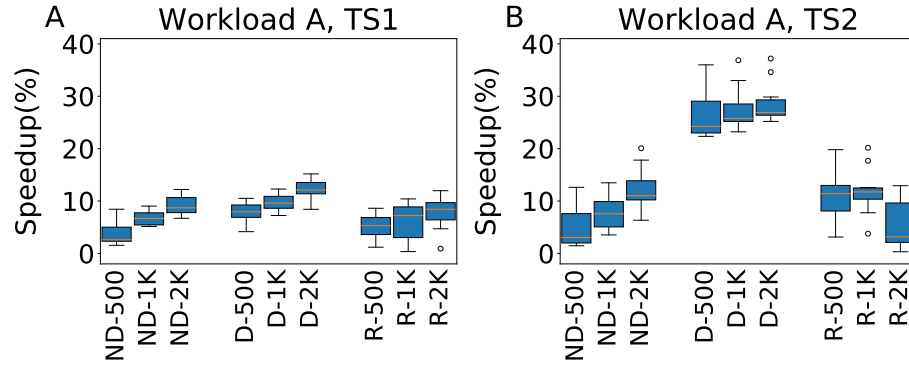 A
Workload A, TS1
Speedup(%)
40
30
20
10
0
ND-500
ND-1K
ND-2K
D-500
D-1K
D-2K
R-500
R-1K
R-2K
B
Workload A, TS2
Speedup(%)
40
30
20
10
0
ND-500
ND-1K
ND-2K
D-500
D-1K
D-2K
R-500
R-1K
R-2K